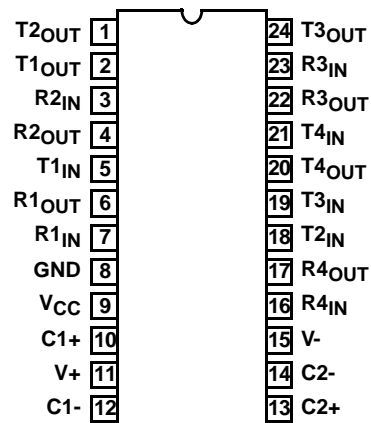 T2OUT 1 24 T3OUT
T1OUT 2 23 R3IN
R2IN 3 22 R3OUT
R2OUT 4 21 T4IN
T1IN 5 20 T4OUT
R1OUT 6 19 T3IN
R1IN 7 18 T2IN
GND 8 17 R4OUT
VCC 9 16 R4IN
C1+ 10 15 V-
V+ 11 14 C2-
C1- 12 13 C2+